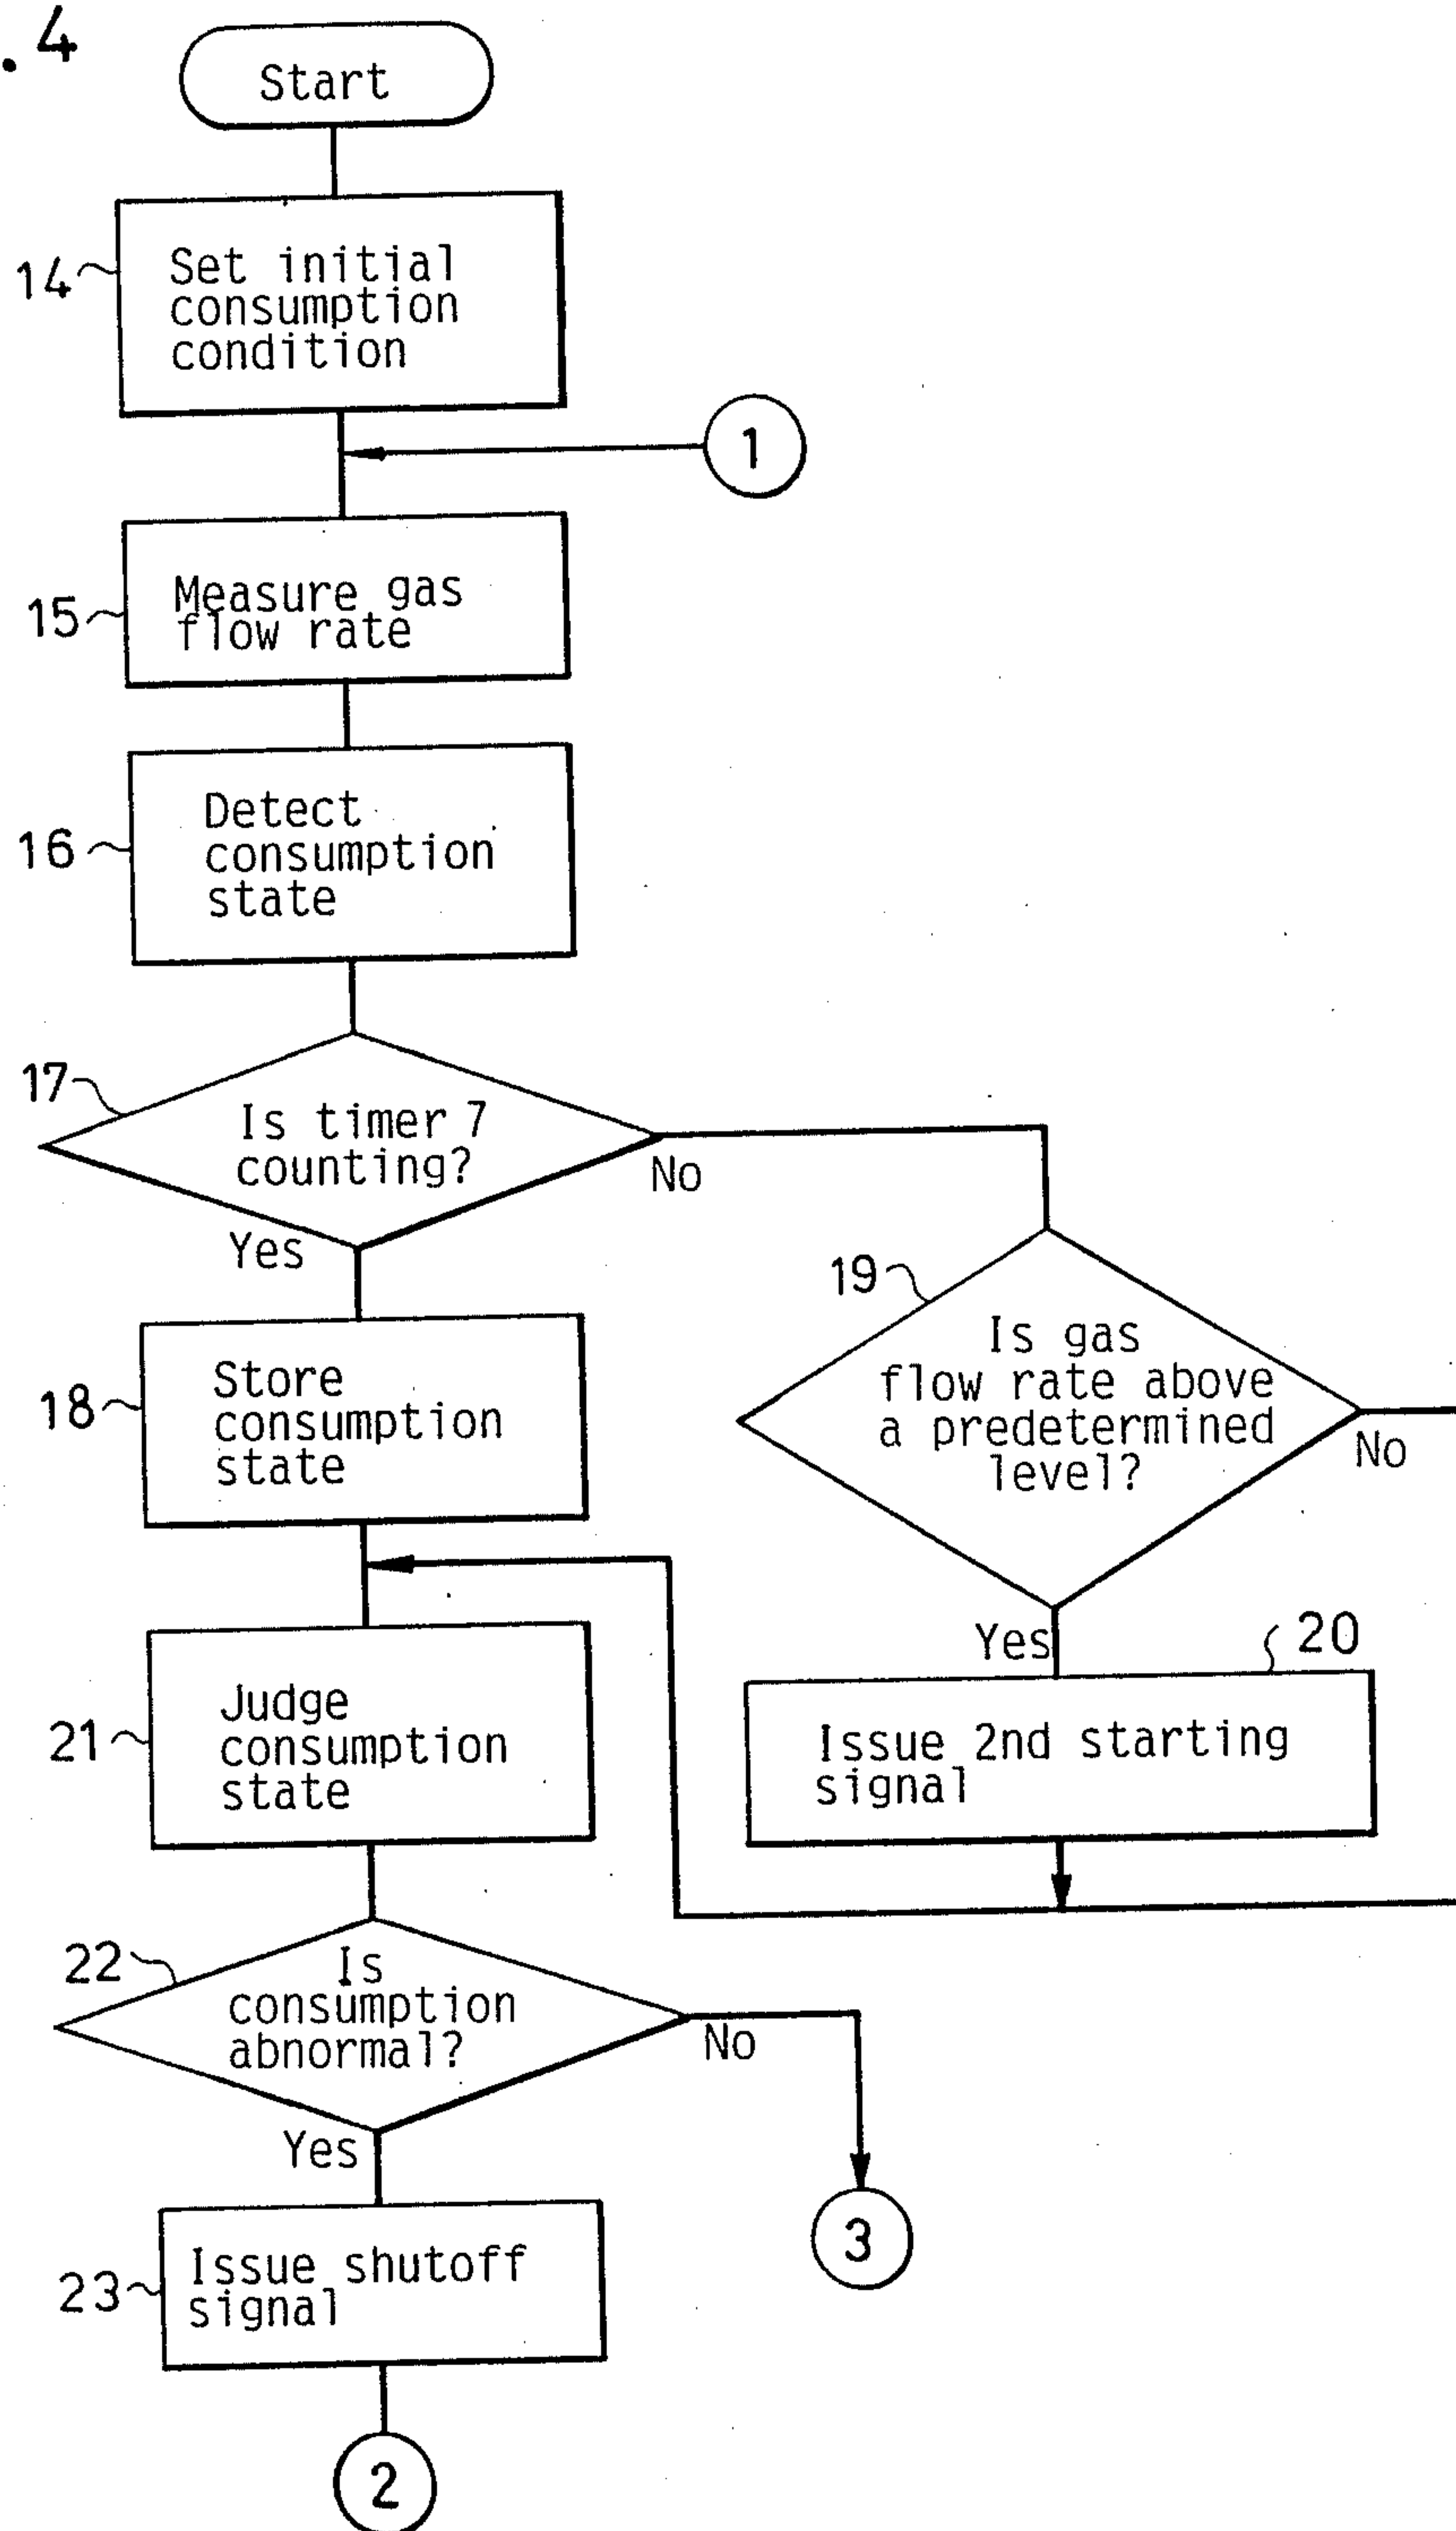 . 4
Start
14
Set initial
consumption
condition
1
15
Measure gas
flow rate
16
Detect
consumption
state
17
Is timer 7
counting?
No
Yes
19
Is gas
flow rate above
a predetermined
level?
No
Yes
18
Store
consumption
state
20
Issue 2nd starting
signal
21
Judge
consumption
state
22
Is
consumption
abnormal?
No
Yes
3
23
Issue shutoff
signal
2